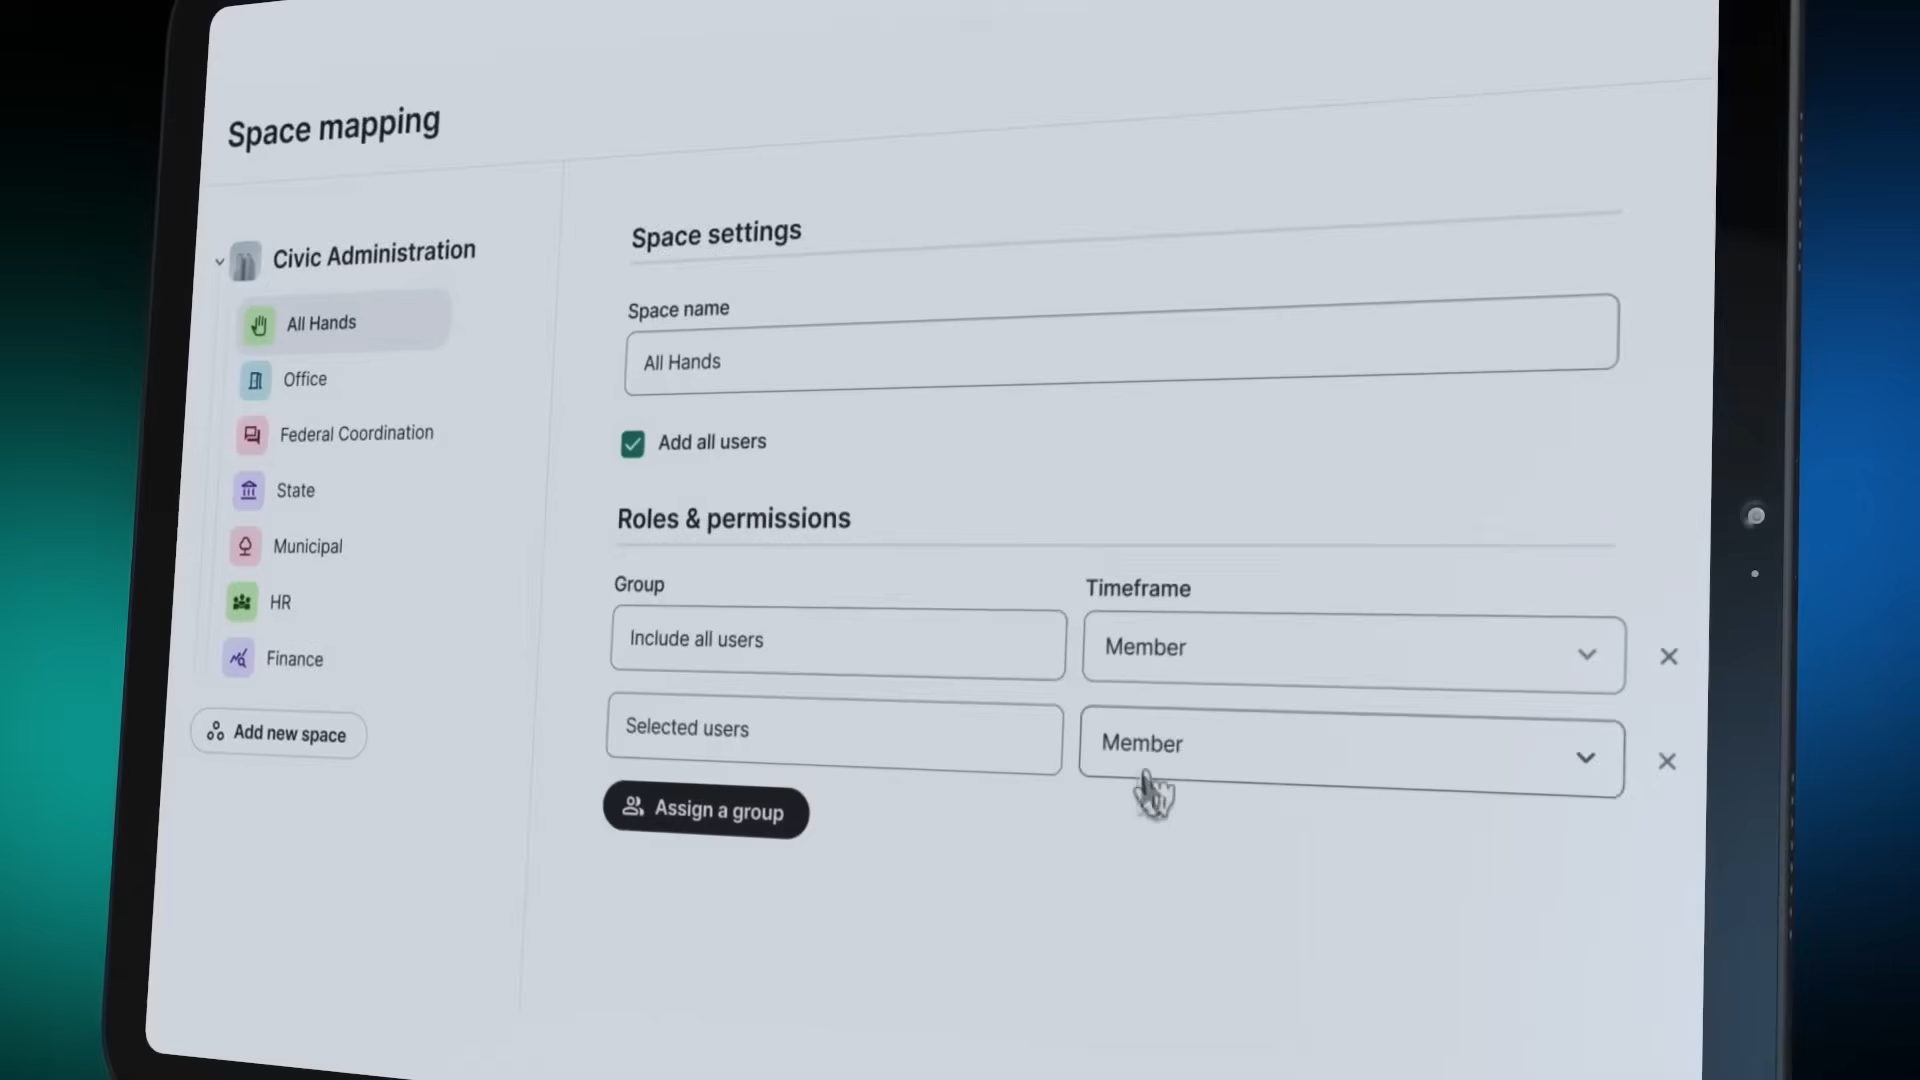 Space mapping
Civic Administration
All Hands
Office
Federal Coordination
State
Municipal
HR
Finance
Add new space
Space settings
Space name
All Hands
Add all users
Roles & permissions
Group
Timeframe
Include all users
Member
Selected users
Member
Assign a group